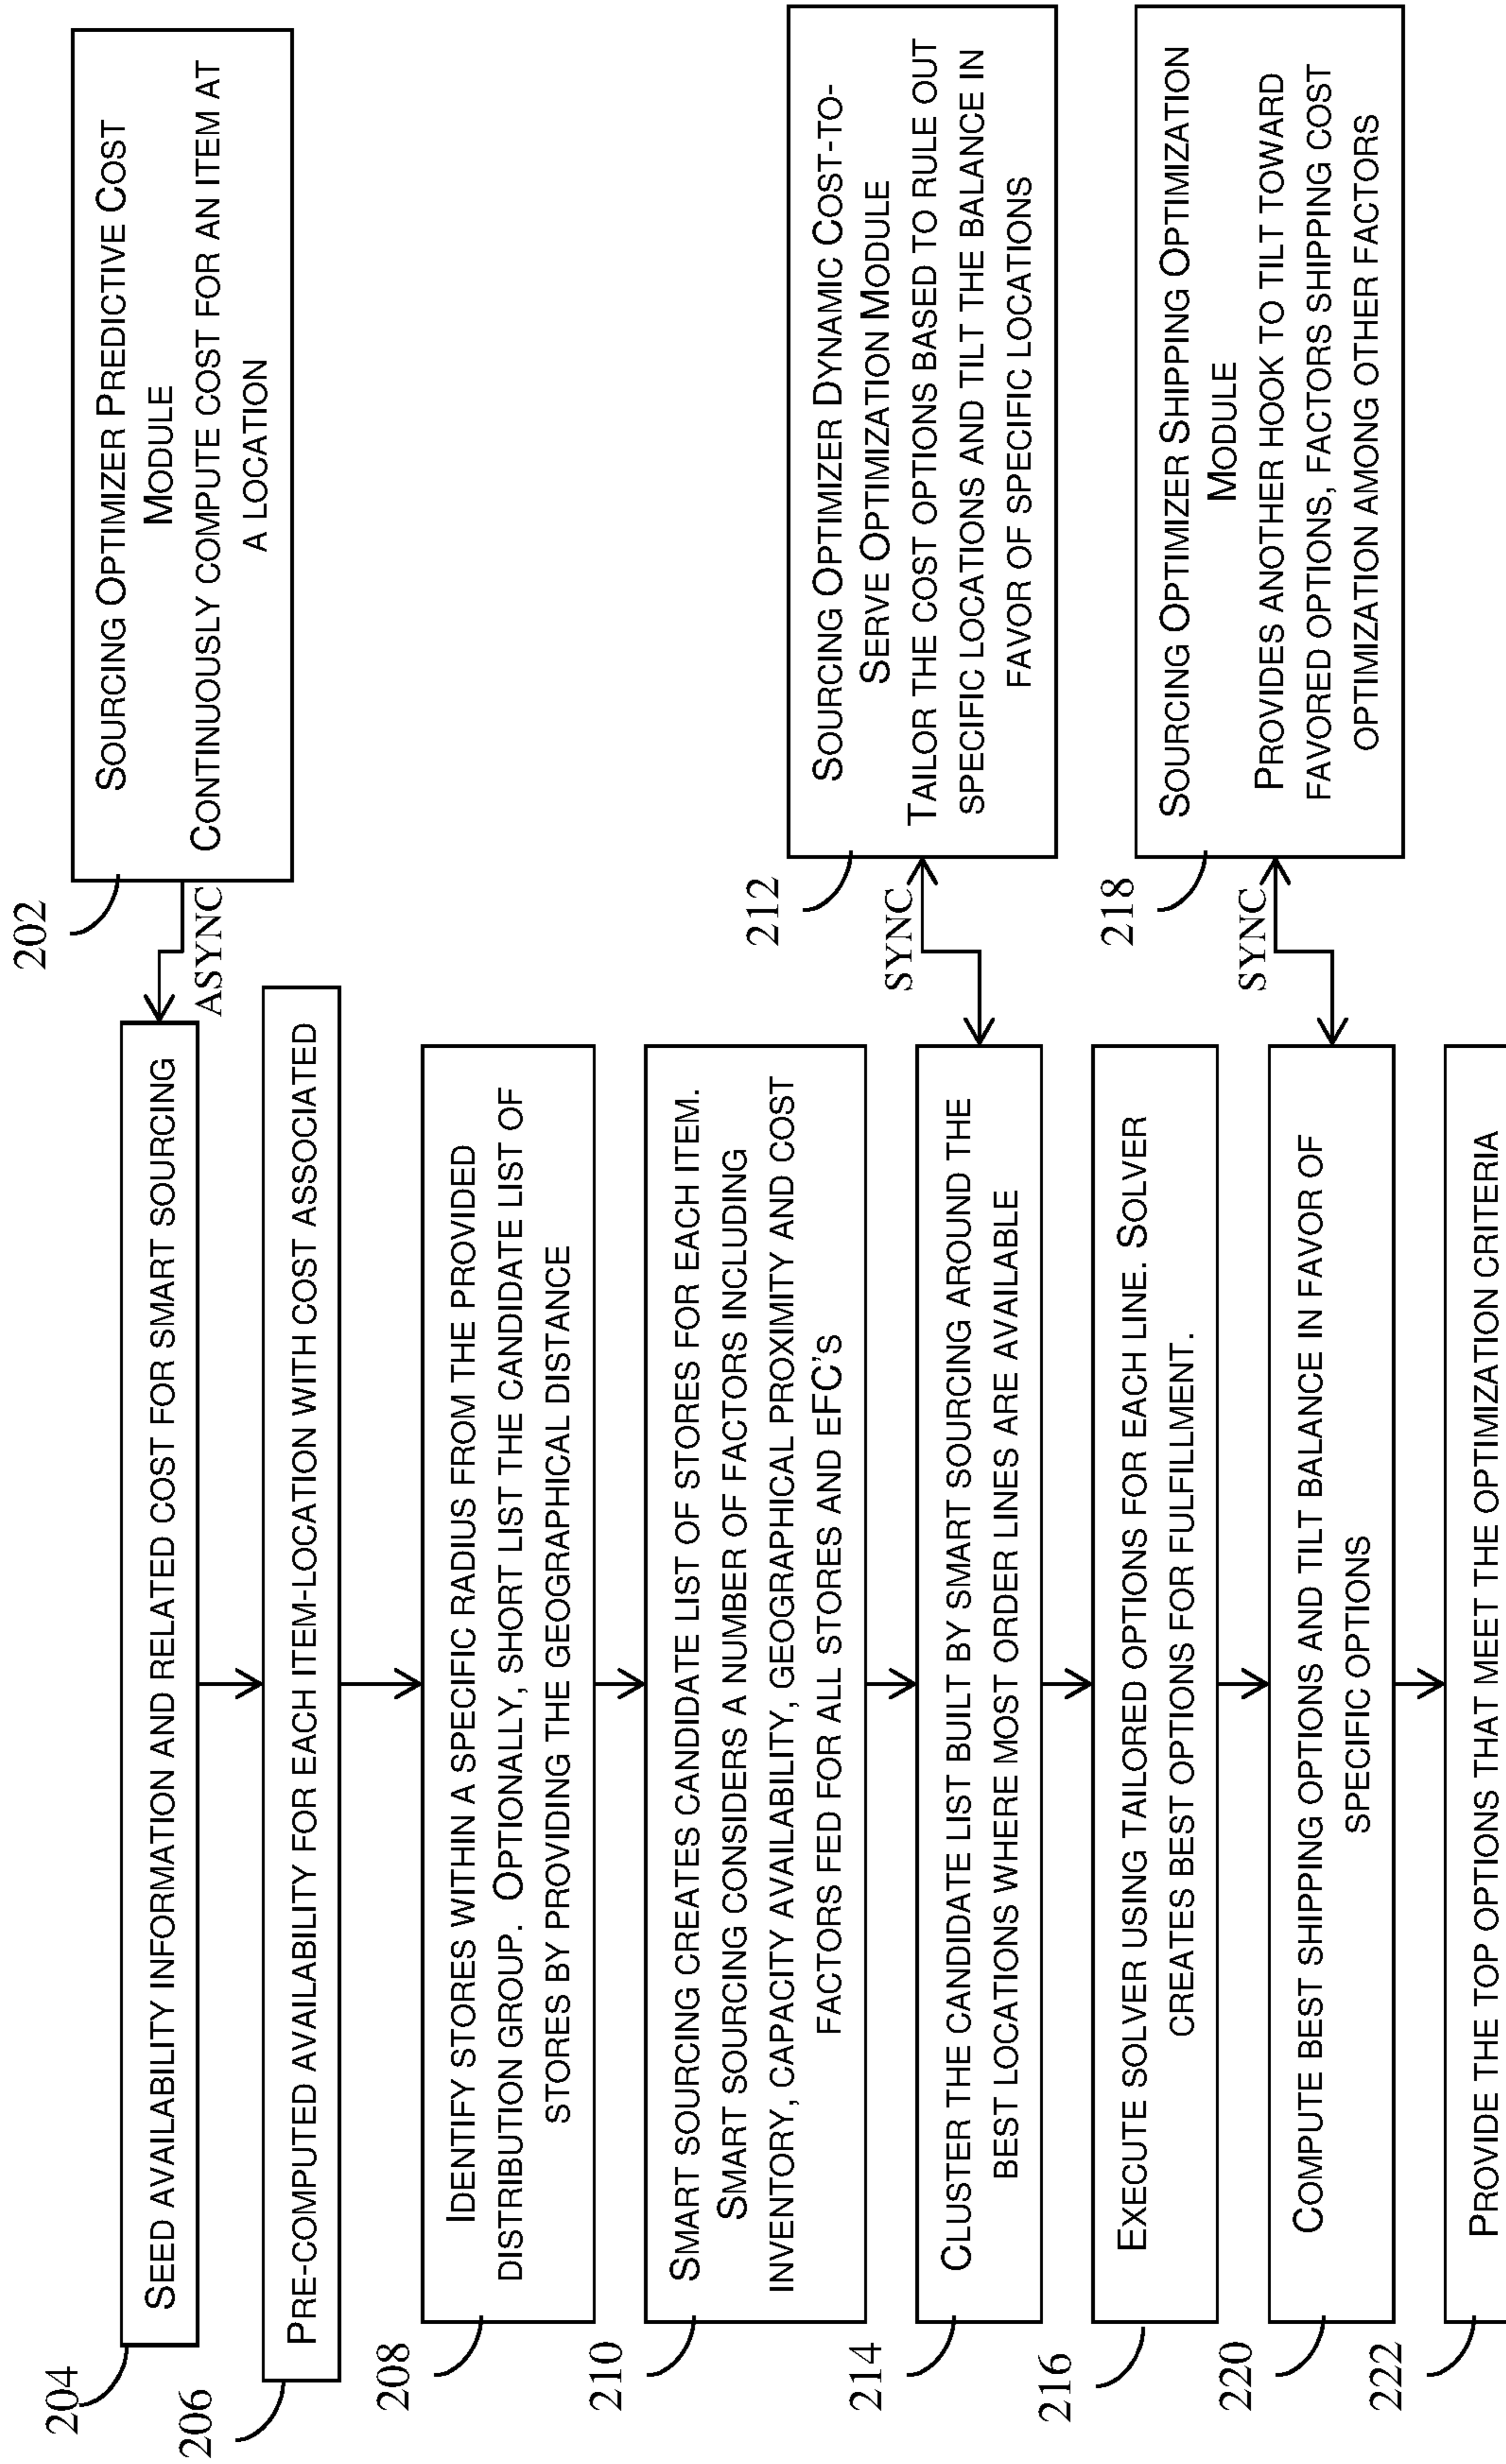 202
SOURCING OPTIMIZER PREDICTIVE COST
MODULE
CONTINUOUSLY COMPUTE COST FOR AN ITEM AT
A LOCATION
ASYNC
204
SEED AVAILABILITY INFORMATION AND RELATED COST FOR SMART SOURCING
206
PRE-COMPUTED AVAILABILITY FOR EACH ITEM-LOCATION WITH COST ASSOCIATED
208
IDENTIFY STORES WITHIN A SPECIFIC RADIUS FROM THE PROVIDED
DISTRIBUTION GROUP. OPTIONALLY, SHORT LIST THE CANDIDATE LIST OF
STORES BY PROVIDING THE GEOGRAPHICAL DISTANCE
210
SMART SOURCING CREATES CANDIDATE LIST OF STORES FOR EACH ITEM.
SMART SOURCING CONSIDERS A NUMBER OF FACTORS INCLUDING
INVENTORY, CAPACITY AVAILABILITY, GEOGRAPHICAL PROXIMITY AND COST
FACTORS FED FOR ALL STORES AND EFC'S
212
SOURCING OPTIMIZER DYNAMIC COST-TO-
SERVE OPTIMIZATION MODULE
TAILOR THE COST OPTIONS BASED TO RULE OUT
SPECIFIC LOCATIONS AND TILT THE BALANCE IN
FAVOR OF SPECIFIC LOCATIONS
SYNC
214
CLUSTER THE CANDIDATE LIST BUILT BY SMART SOURCING AROUND THE
BEST LOCATIONS WHERE MOST ORDER LINES ARE AVAILABLE
216
EXECUTE SOLVER USING TAILORED OPTIONS FOR EACH LINE. SOLVER
CREATES BEST OPTIONS FOR FULFILLMENT.
218
SOURCING OPTIMIZER SHIPPING OPTIMIZATION
MODULE
PROVIDES ANOTHER HOOK TO TILT TOWARD
FAVORED OPTIONS, FACTORS SHIPPING COST
OPTIMIZATION AMONG OTHER FACTORS
SYNC
220
COMPUTE BEST SHIPPING OPTIONS AND TILT BALANCE IN FAVOR OF
SPECIFIC OPTIONS
222
PROVIDE THE TOP OPTIONS THAT MEET THE OPTIMIZATION CRITERIA